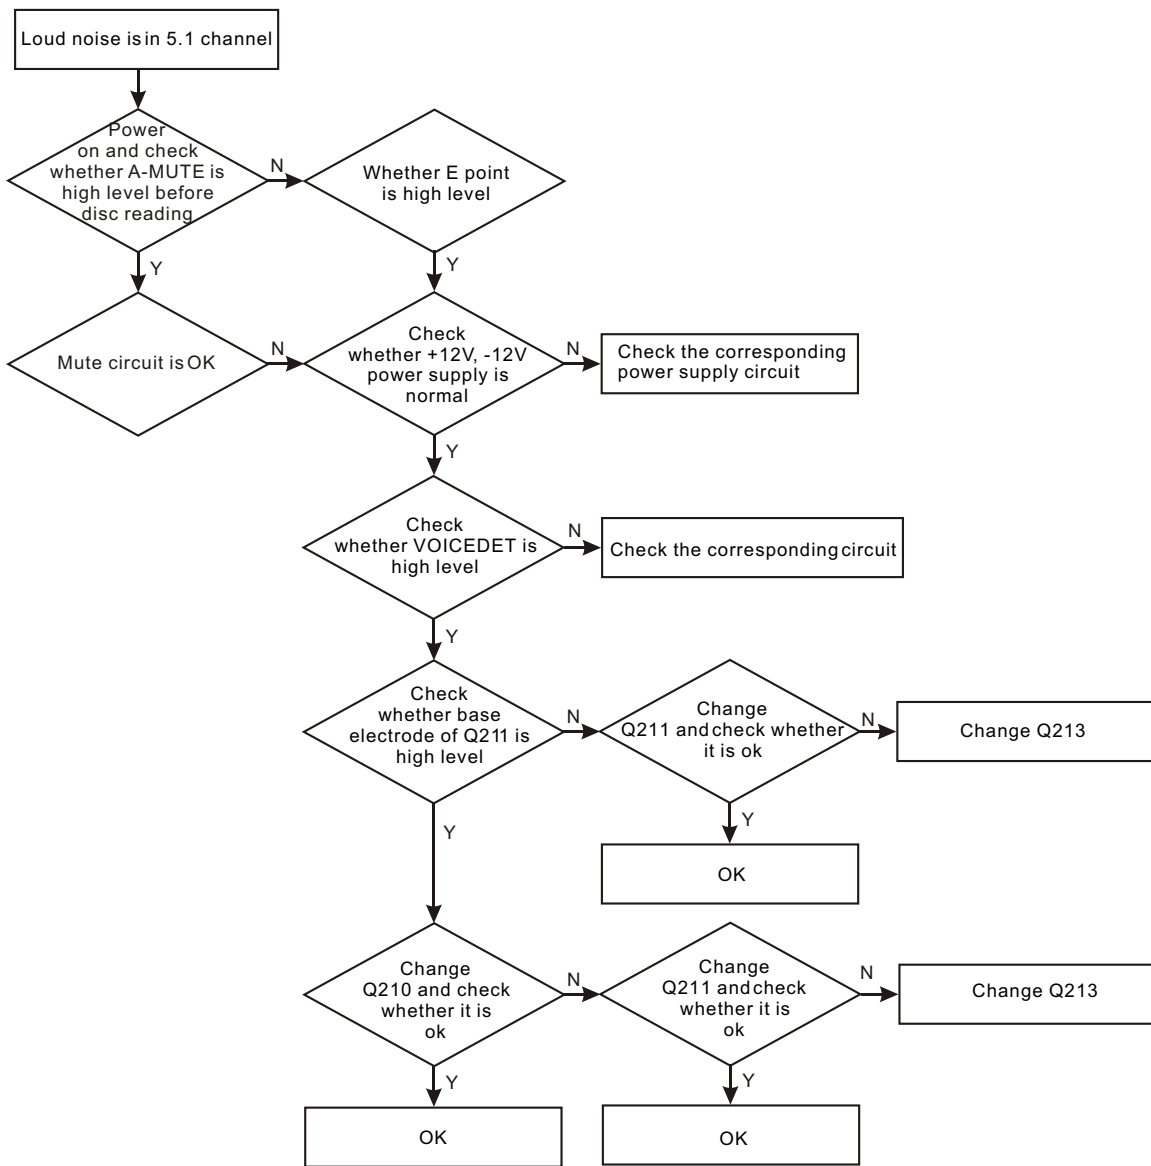 Loud noise is in 5.1 channel
Power
on and check
whether A-MUTE is
high level before
disc reading
N
Whether E point
is high level
Y
Y
Mute circuit is OK
N
Check
whether +12V, -12V
power supply is
normal
N
Check the corresponding
power supply circuit
Y
Check
whether VOICEDET is
high level
N
Check the corresponding circuit
Y
Check
whether base
electrode of Q211 is
high level
N
Change
Q211 and check whether
it is ok
N
Change Q213
Y
Y
OK
Change
Q210 and check
whether it is
ok
N
Change
Q211 and check
whether it is
ok
N
Change Q213
Y
Y
OK
OK